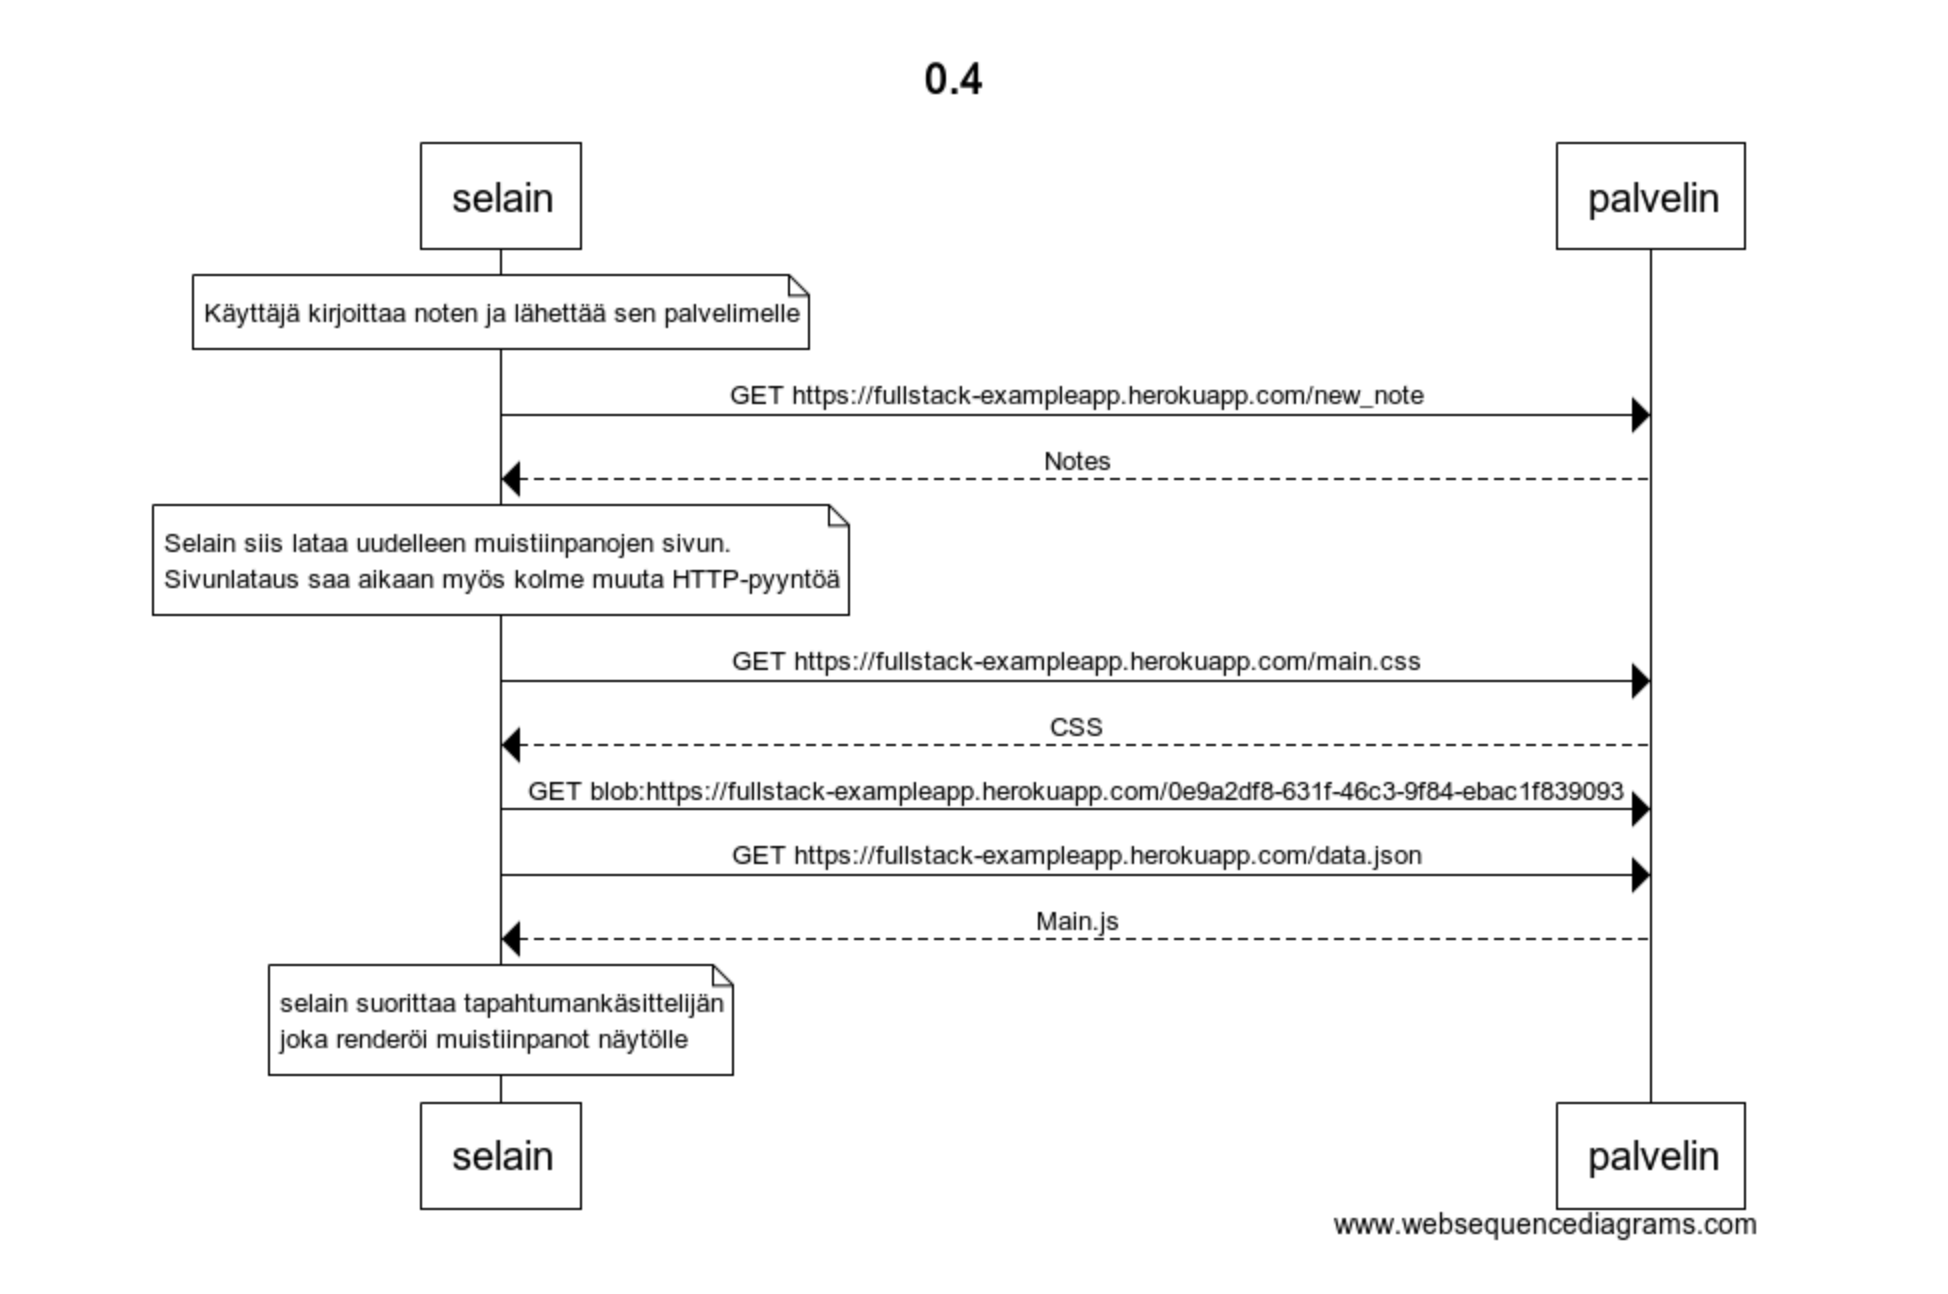 0.4
selain
palvelin
Käyttäjä kirjoittaa noten ja lähettää sen palvelimelle
GET https://fullstack-exampleapp.herokuapp.com/new_note
Notes
Selain siis lataa uudelleen muistiinpanojen sivun.
Sivunlataus saa aikaan myös kolme muuta HTTP-pyyntöä
GET https://fullstack-exampleapp.herokuapp.com/main.css
CSS
GET blob:https://fullstack-exampleapp.herokuapp.com/0e9a2df8-631f-46c3-9f84-ebac1f839093
GET https://fullstack-exampleapp.herokuapp.com/data.json
Main.js
selain suorittaa tapahtumankäsittelijän
joka renderöi muistiinpanot näytölle
selain
palvelin
www.websequencediagrams.com